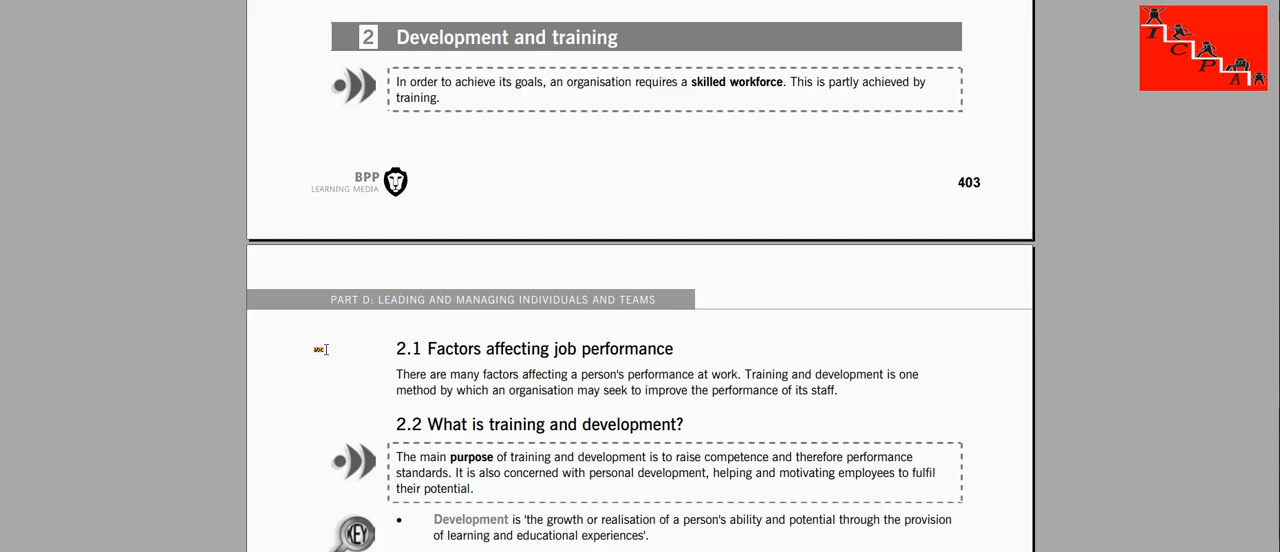 2 Development and training
In order to achieve its goals, an organisation requires a skilled workforce. This is partly achieved by
training.
BPP
LEARNING MEDIA
403
I C P A
PART D: LEADING AND MANAGING INDIVIDUALS AND TEAMS
abc
2.1 Factors affecting job performance
There are many factors affecting a person's performance at work. Training and development is one
method by which an organisation may seek to improve the performance of its staff.
2.2 What is training and development?
The main purpose of training and development is to raise competence and therefore performance
standards. It is also concerned with personal development, helping and motivating employees to fulfil
their potential.
KEY
• Development is 'the growth or realisation of a person's ability and potential through the provision
of learning and educational experiences'.